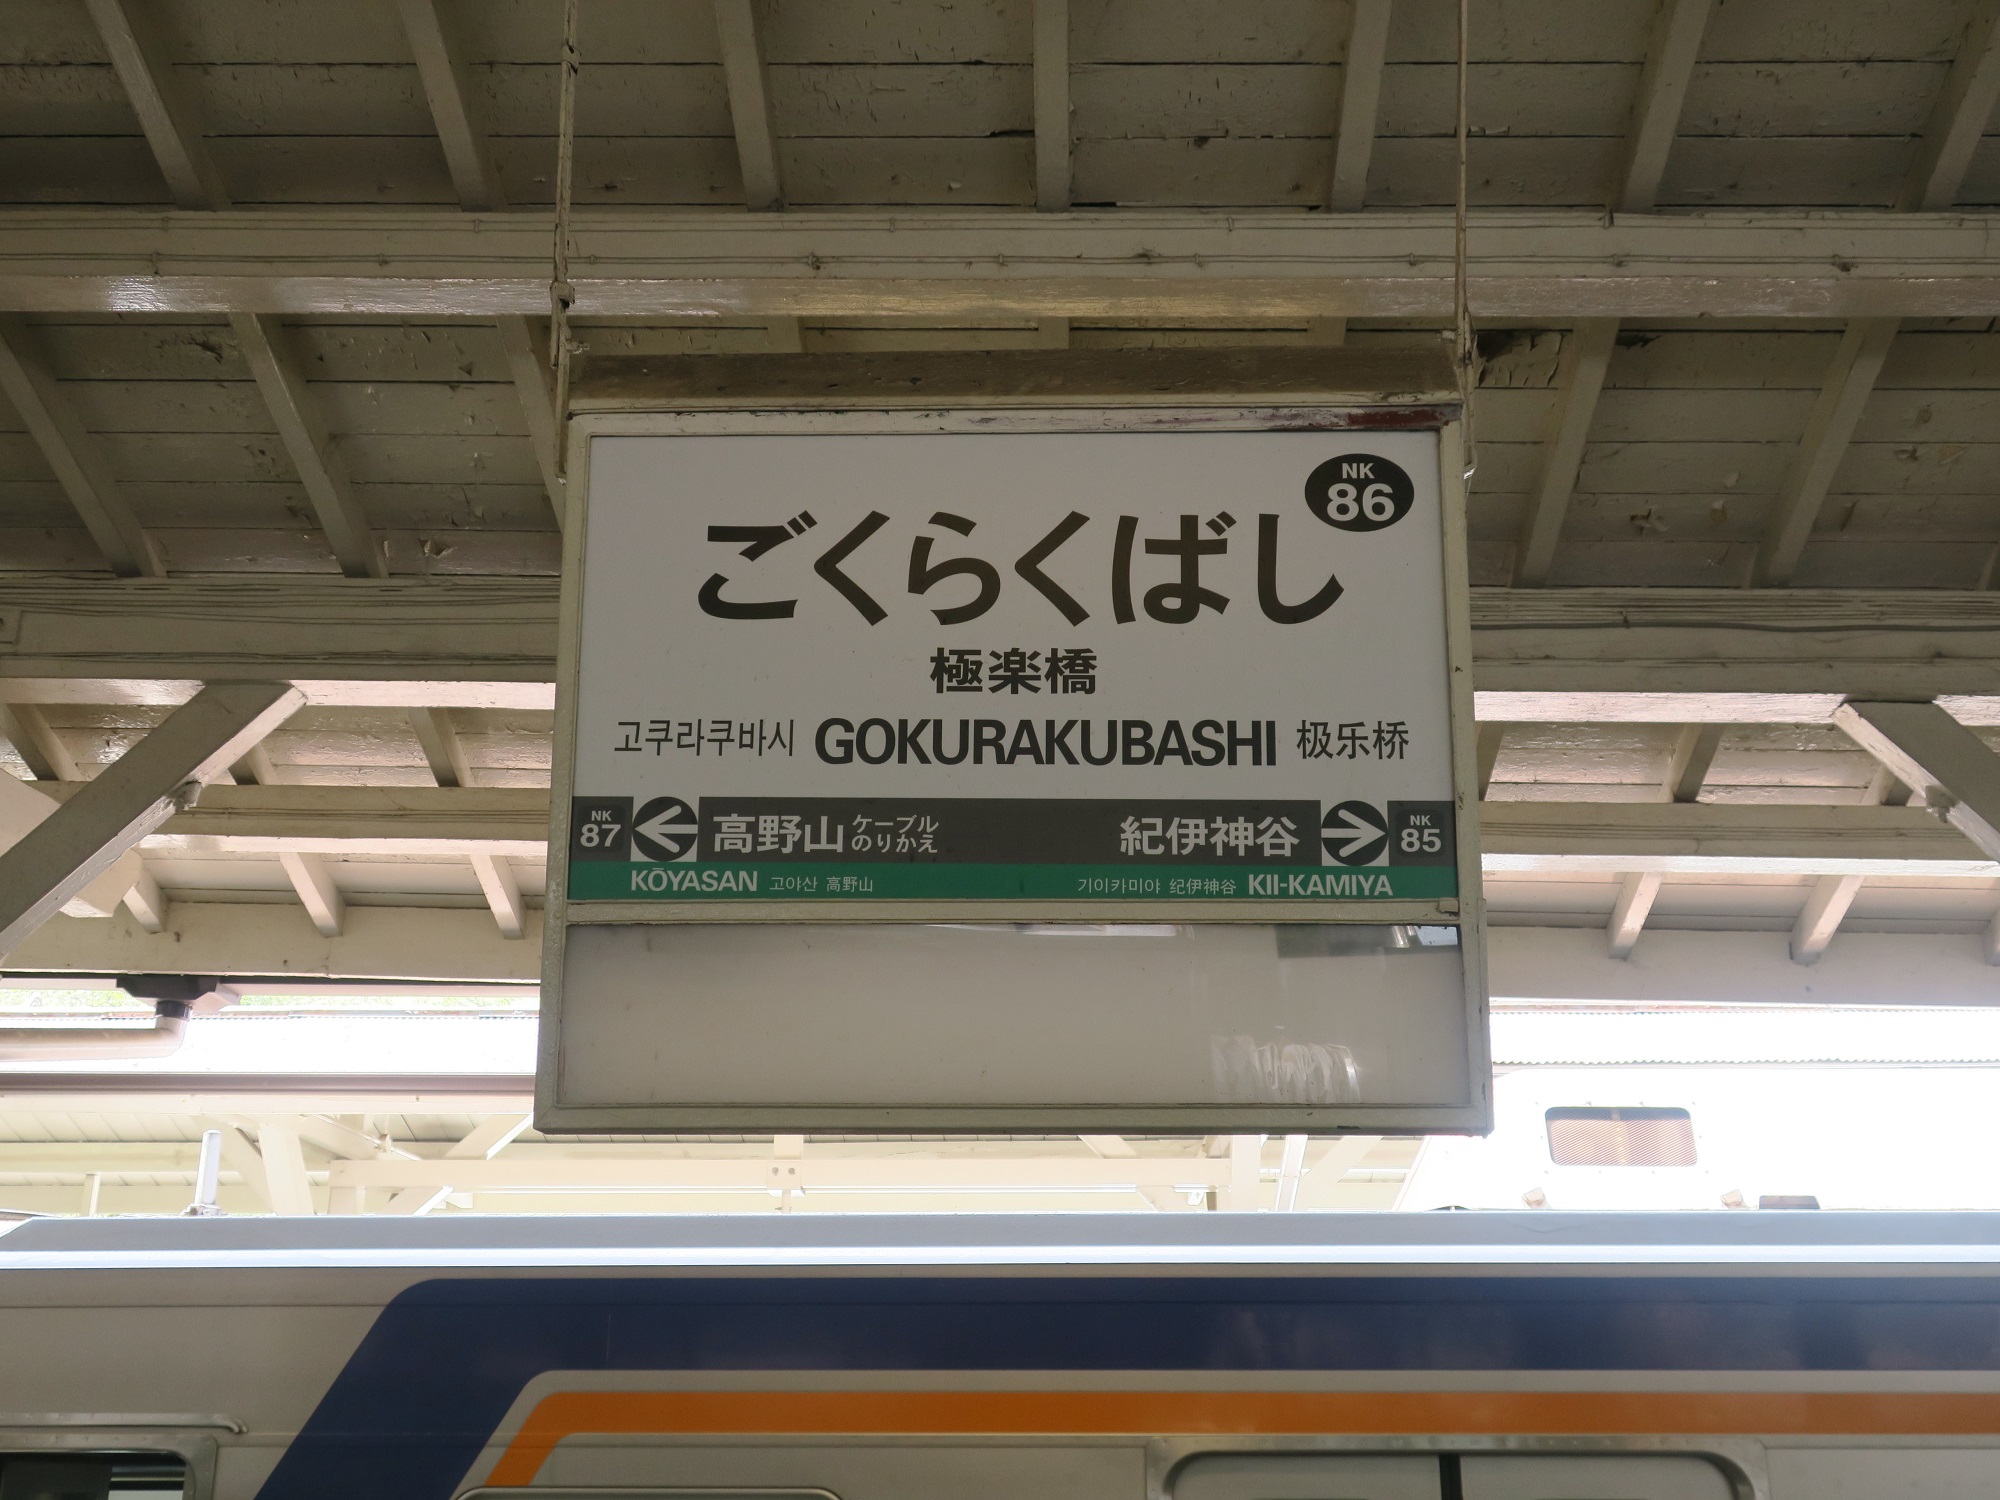 NK
86
ごくらくばし
極楽橋
고쿠라쿠바시 GOKURAKUBASHI 极乐桥
NK
87
高野山 ケーブル
のりかえ
紀伊神谷
NK
85
KŌYASAN 고야산 高野山
기이카미야 纪伊神谷 KII-KAMIYA